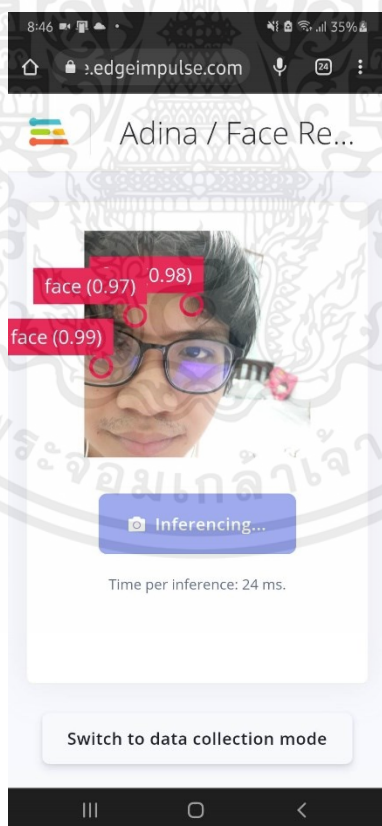 8:46
35%
e.edgeimpulse.com
24
Adina / Face Re...
0.98)
face (0.97)
face (0.99)
Inferencing...
Time per inference: 24 ms.
Switch to data collection mode